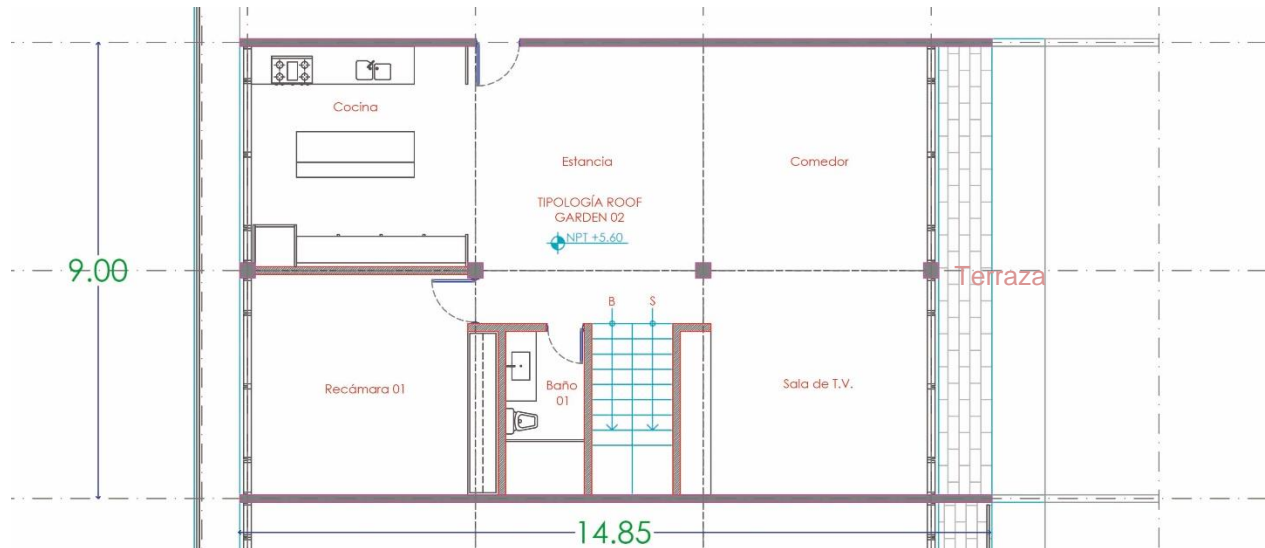 Cocina
Estancia
Comedor
TIPOLOGÍA ROOF
GARDEN 02
NPT +5.60
9.00
Terraza
B
S
Recámara 01
Baño
01
Sala de T.V.
14.85